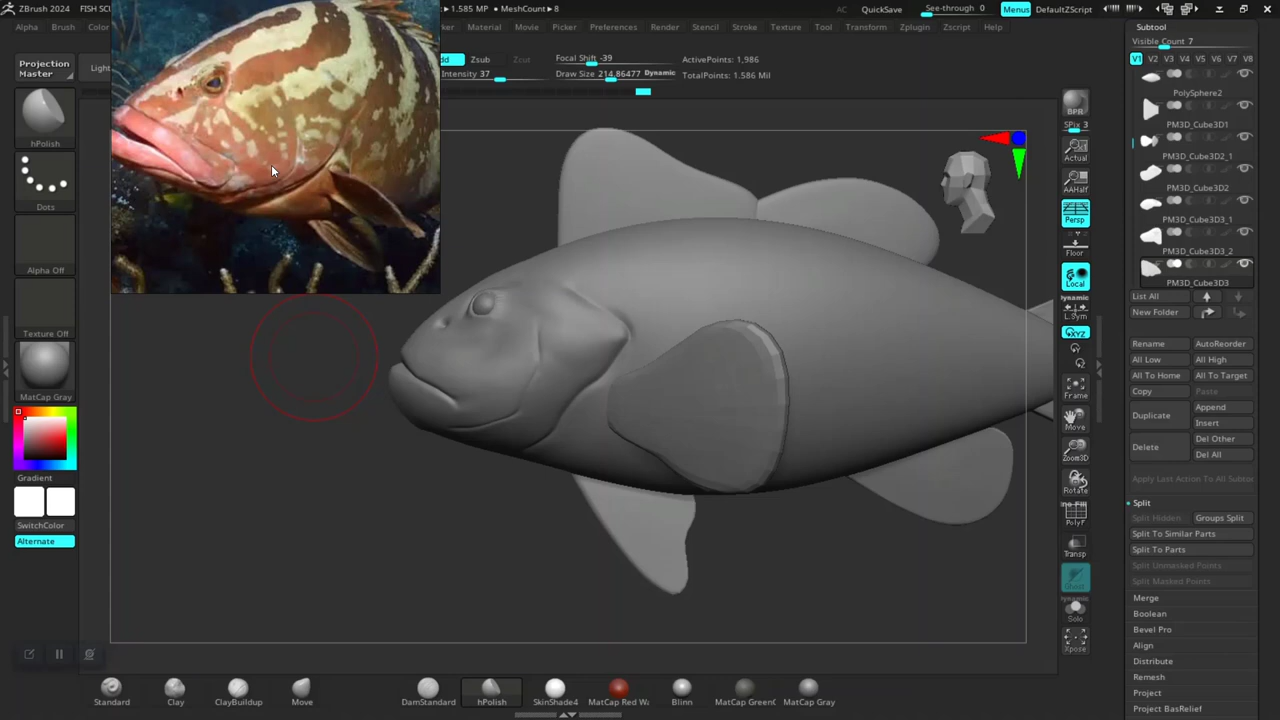 ZBrush 2024 FISH SC
1.585 MP • MeshCount•8
AC QuickSave See-through 0 Menus DefaultZScript
Alpha Brush Color
Material Movie Picker Preferences Render Stencil Stroke Texture Tool Transform Zplugin Zscript Help
Projection
Master
Light
Zsub Zcut
Intensity 37
Focal Shift -39
Draw Size 214.86477 Dynamic
ActivePoints: 1,986
TotalPoints: 1.586 Mil
hPolish
Dots
Alpha Off
Texture Off
MatCap Gray
Gradient
SwitchColor
Alternate
BPR
SPix 3
Actual
AAHalf
Persp
Floor
Local
Dynamic
L.Sym
XYZ
Frame
Move
Zoom3D
Rotate
PolyF
Transp
Ghost
Dynamic
Solo
Xpose
Subtool
Visible Count 7
V1 V2 V3 V4 V5 V6 V7 V8
PolySphere2
PM3D_Cube3D1
PM3D_Cube3D2_1
PM3D_Cube3D2
PM3D_Cube3D3_1
PM3D_Cube3D3_2
PM3D_Cube3D3
List All
New Folder
Rename AutoReorder
All Low All High
All To Home All To Target
Copy Paste
Duplicate Append
Insert
Delete Del Other
Del All
Apply Last Action To All Subtoo
Split
Split Hidden Groups Split
Split To Similar Parts
Split To Parts
Split Unmasked Points
Split Masked Points
Merge
Boolean
Bevel Pro
Align
Distribute
Remesh
Project
Project BasRelief
Standard Clay ClayBuildup Move DamStandard hPolish SkinShade4 MatCap Red Wa Blinn MatCap GreenC MatCap Gray